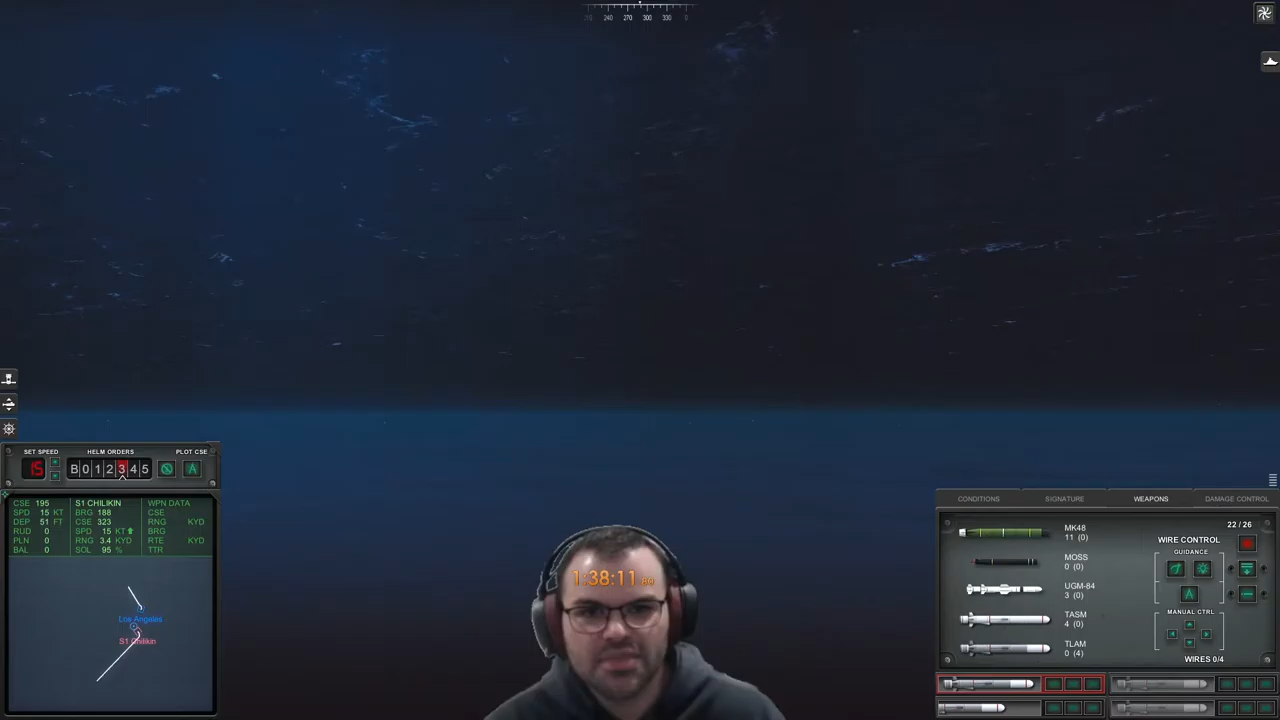 210 240 270 300 330 0
SET SPEED HELM ORDERS PLOT CSE
15 B 0 1 2 3 4 5 A
CSE 195 S1 CHILIKIN WPN DATA
SPD 15 KT BRG 188 CSE
DEP 51 FT CSE 323 RNG KYD
RUD 0 SPD 15 KT BRG
PLN 0 RNG 3.4 KYD RTE KYD
BAL 0 SOL 95 % TTR
Los Angeles
S1 Chilikin
1:38:11
CONDITIONS SIGNATURE WEAPONS DAMAGE CONTROL
22 / 26
MK48
11 (0)
MOSS
0 (0)
UGM-84
3 (0)
TASM
4 (0)
TLAM
0 (4)
WIRE CONTROL
GUIDANCE
A
MANUAL CTRL
WIRES 0/4